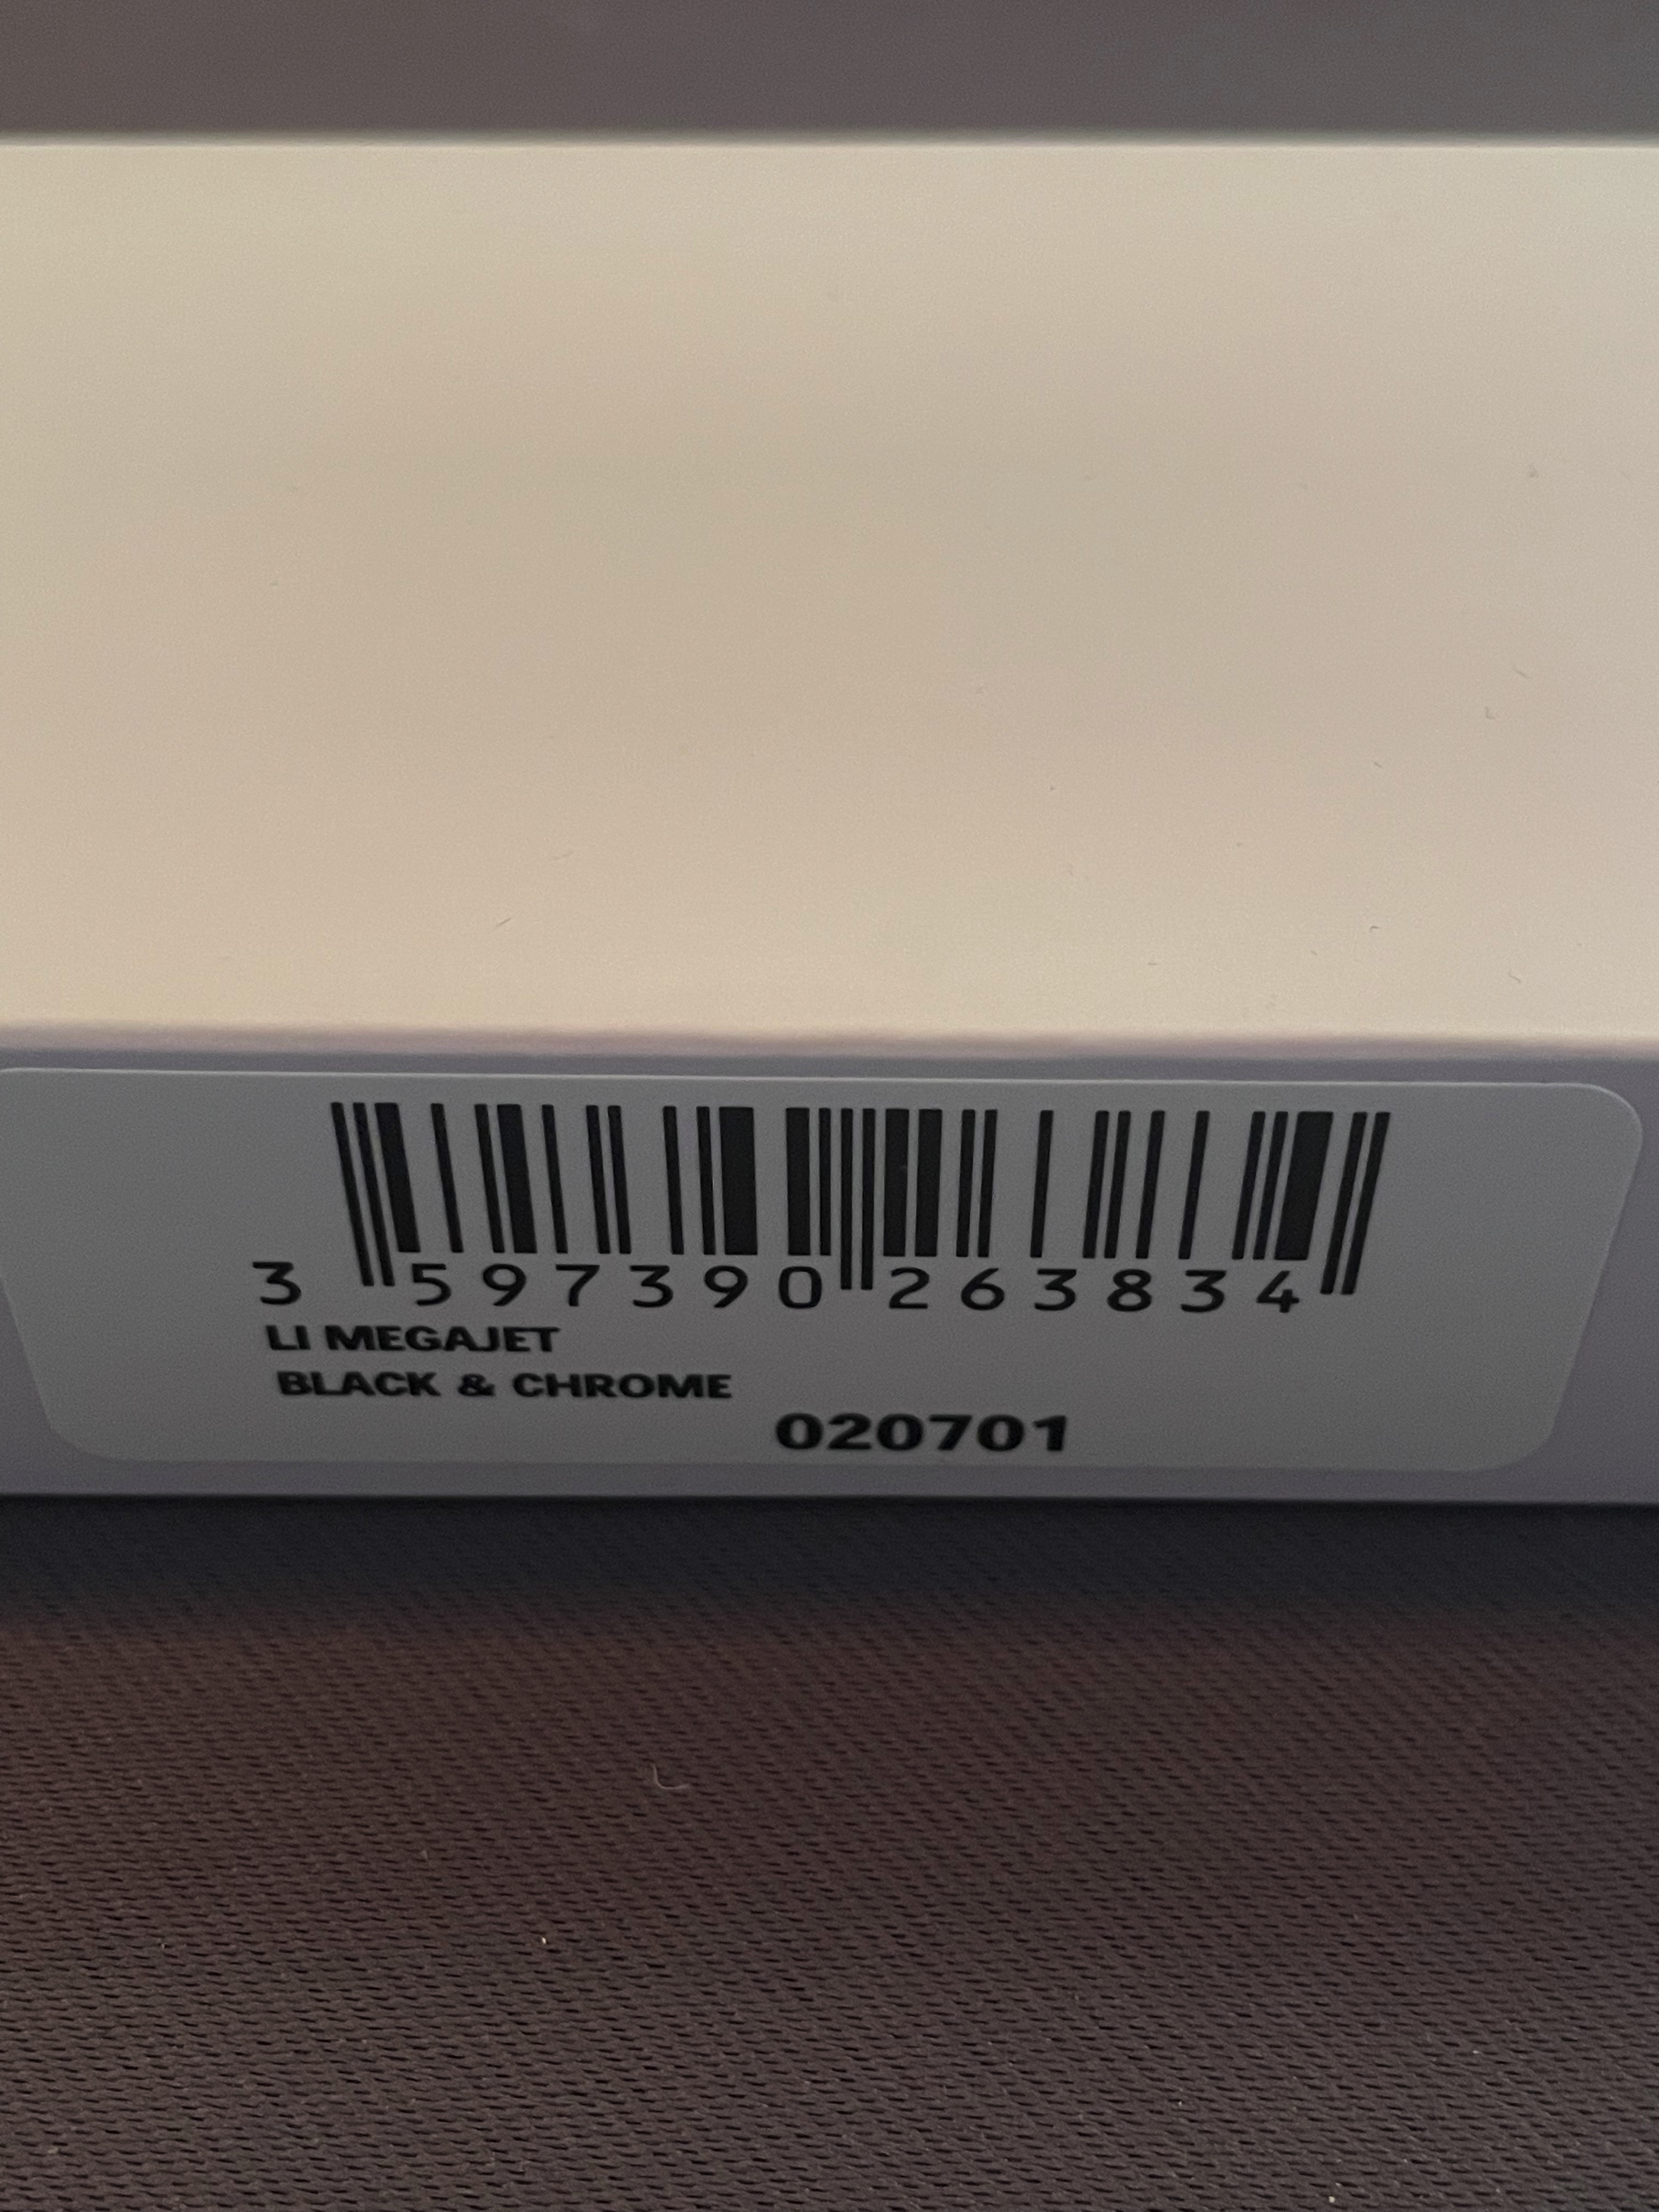 3 597390 263834
LI MEGAJET
BLACK & CHROME
020701